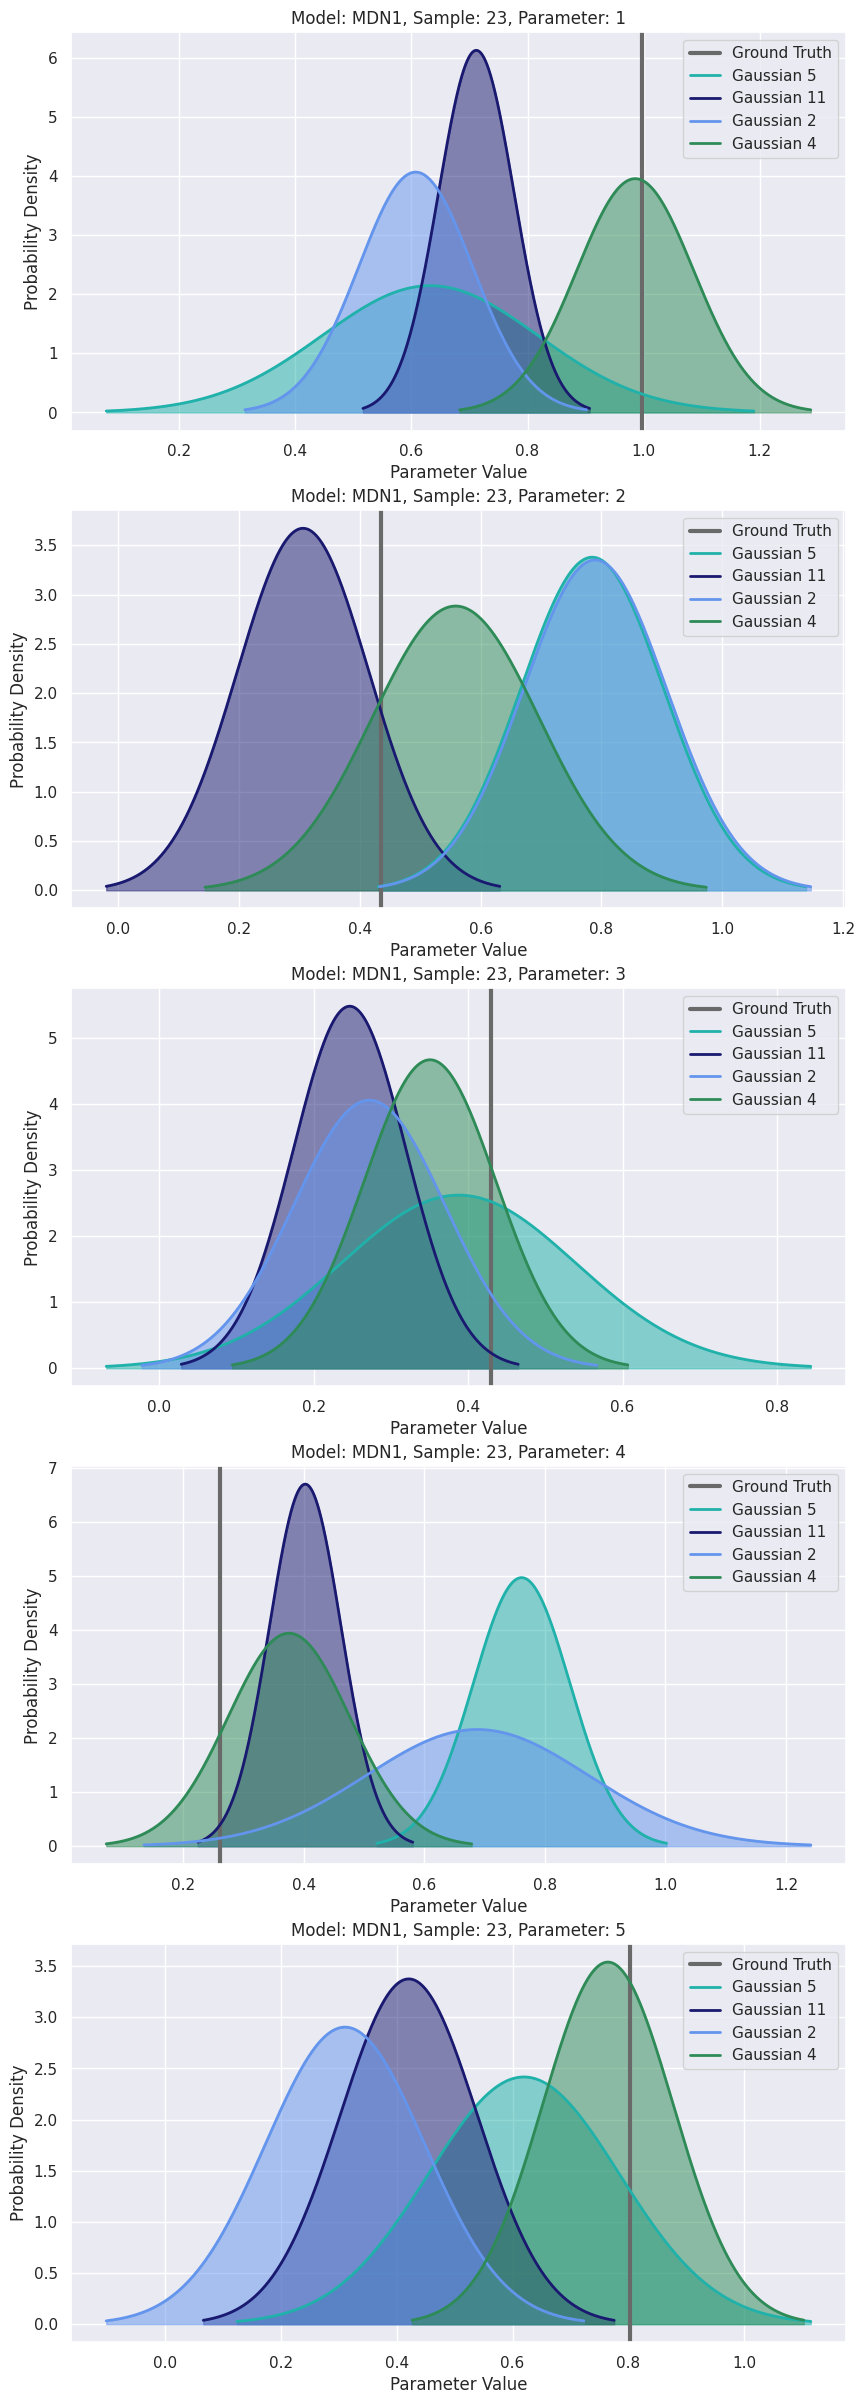 Model: MDN1, Sample: 23, Parameter: 1
Probability Density
6
5
4
3
2
1
0
Ground Truth
Gaussian 5
Gaussian 11
Gaussian 2
Gaussian 4
0.2 0.4 0.6 0.8 1.0 1.2
Parameter Value
Model: MDN1, Sample: 23, Parameter: 2
Probability Density
3.5
3.0
2.5
2.0
1.5
1.0
0.5
0.0
Ground Truth
Gaussian 5
Gaussian 11
Gaussian 2
Gaussian 4
0.0 0.2 0.4 0.6 0.8 1.0 1.2
Parameter Value
Model: MDN1, Sample: 23, Parameter: 3
Probability Density
5
4
3
2
1
0
Ground Truth
Gaussian 5
Gaussian 11
Gaussian 2
Gaussian 4
0.0 0.2 0.4 0.6 0.8
Parameter Value
Model: MDN1, Sample: 23, Parameter: 4
Probability Density
7
6
5
4
3
2
1
0
Ground Truth
Gaussian 5
Gaussian 11
Gaussian 2
Gaussian 4
0.2 0.4 0.6 0.8 1.0 1.2
Parameter Value
Model: MDN1, Sample: 23, Parameter: 5
Probability Density
3.5
3.0
2.5
2.0
1.5
1.0
0.5
0.0
Ground Truth
Gaussian 5
Gaussian 11
Gaussian 2
Gaussian 4
0.0 0.2 0.4 0.6 0.8 1.0
Parameter Value